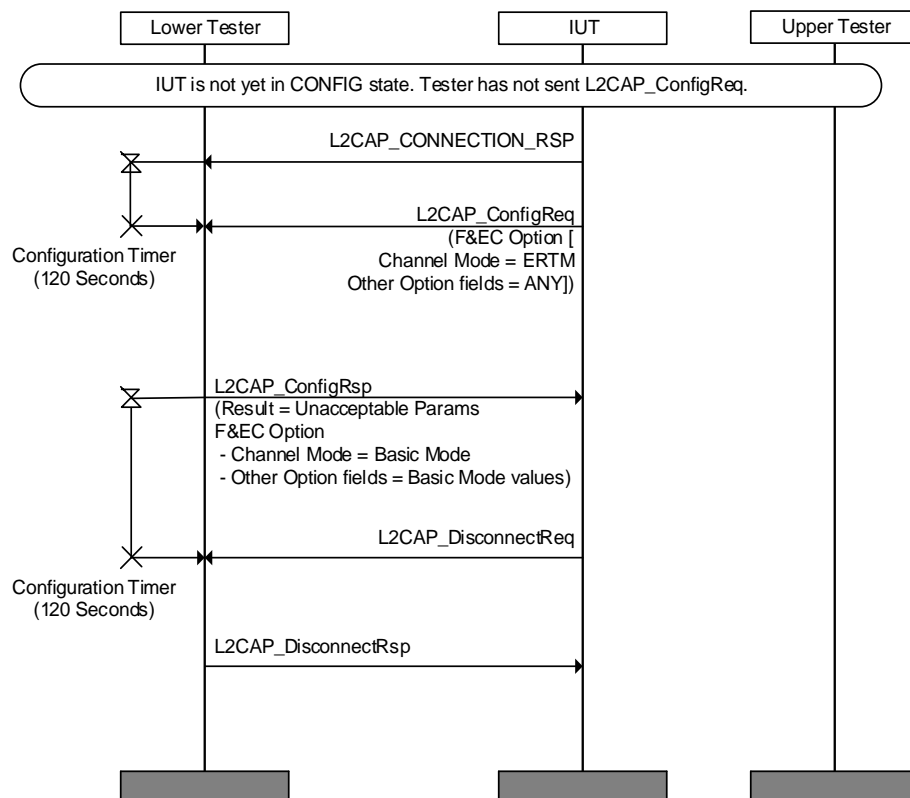 Lower Tester
IUT
Upper Tester
IUT is not yet in CONFIG state. Tester has not sent L2CAP_ConfigReq.
L2CAP_CONNECTION_RSP
L2CAP_ConfigReq
(F&EC Option [
Channel Mode = ERTM
Other Option fields = ANY])
Configuration Timer
(120 Seconds)
L2CAP_ConfigRsp
(Result = Unacceptable Params
F&EC Option
- Channel Mode = Basic Mode
- Other Option fields = Basic Mode values)
L2CAP_DisconnectReq
Configuration Timer
(120 Seconds)
L2CAP_DisconnectRsp